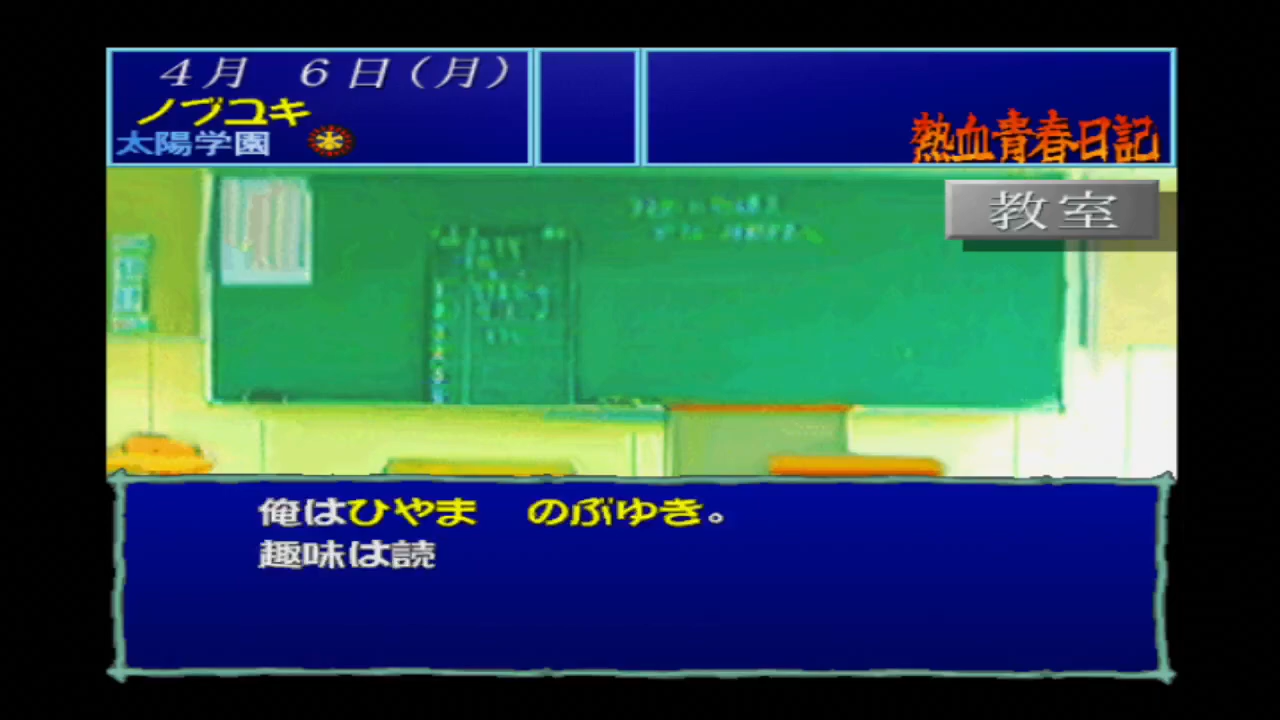 ４月　６日（月）
ノブユキ
太陽学園
熱血青春日記
教室
俺はひやま　のぶゆき。
趣味は読